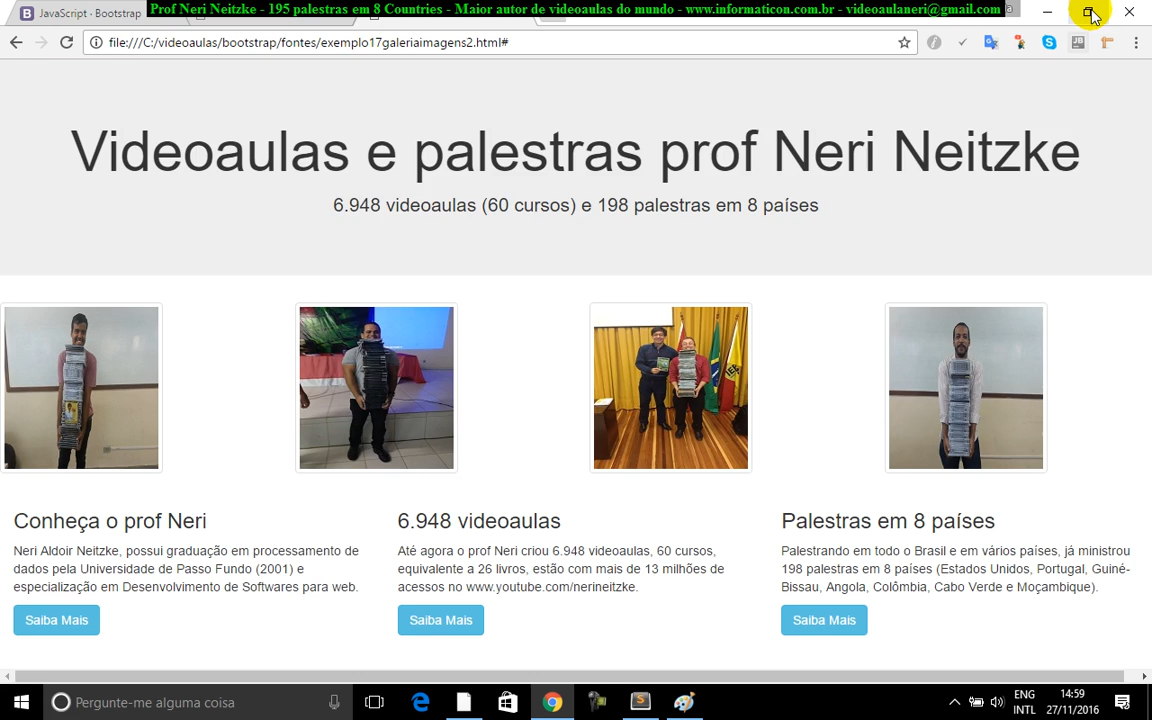 JavaScript · Bootstrap
Prof Neri Neitzke - 195 palestras em 8 Countries - Maior autor de videoaulas do mundo - www.informaticon.com.br - videoaulaneri@gmail.com
file:///C:/videoaulas/bootstrap/fontes/exemplo17galeriaimagens2.html#
JB
Videoaulas e palestras prof Neri Neitzke
6.948 videoaulas (60 cursos) e 198 palestras em 8 países
Conheça o prof Neri
Neri Aldoir Neitzke, possui graduação em processamento de
dados pela Universidade de Passo Fundo (2001) e
especialização em Desenvolvimento de Softwares para web.
Saiba Mais
6.948 videoaulas
Até agora o prof Neri criou 6.948 videoaulas, 60 cursos,
equivalente a 26 livros, estão com mais de 13 milhões de
acessos no www.youtube.com/nerineitzke.
Saiba Mais
Palestras em 8 países
Palestrando em todo o Brasil e em vários países, já ministrou
198 palestras em 8 países (Estados Unidos, Portugal, Guiné-
Bissau, Angola, Colômbia, Cabo Verde e Moçambique).
Saiba Mais
Pergunte-me alguma coisa
ENG
INTL
14:59
27/11/2016